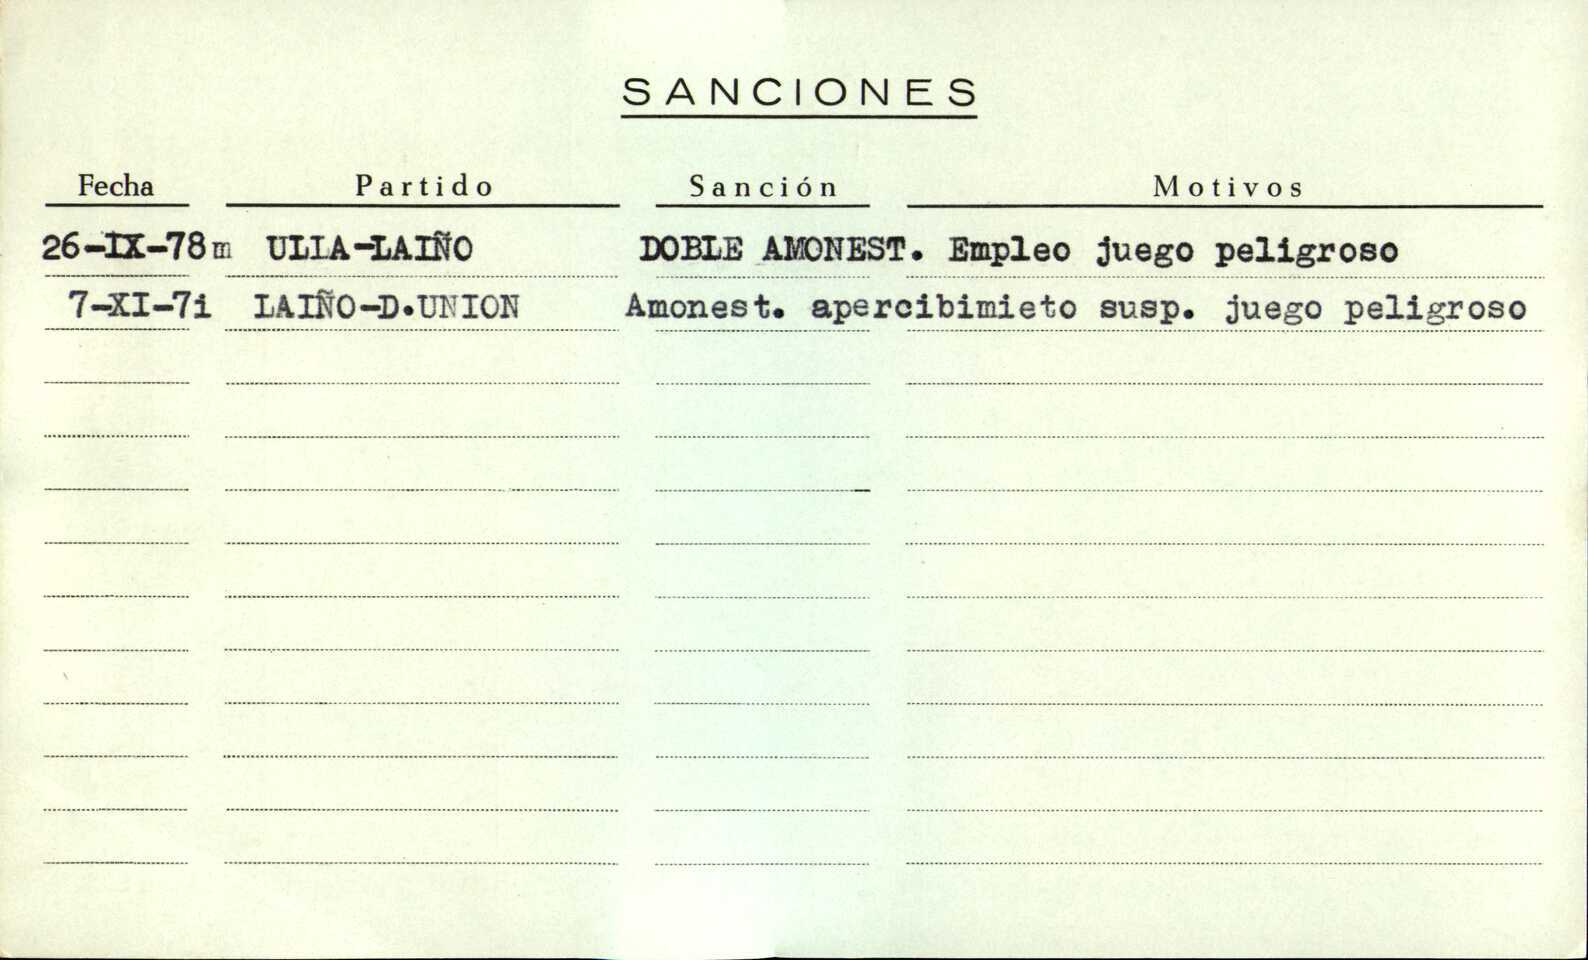 SANCIONES
Fecha Partido Sanción Motivos
26-IX-78m ULLA-LAIÑO DOBLE AMONEST. Empleo juego peligroso
7-XI-7i LAIÑO-D.UNION Amonest. apercibimieto susp. juego peligroso